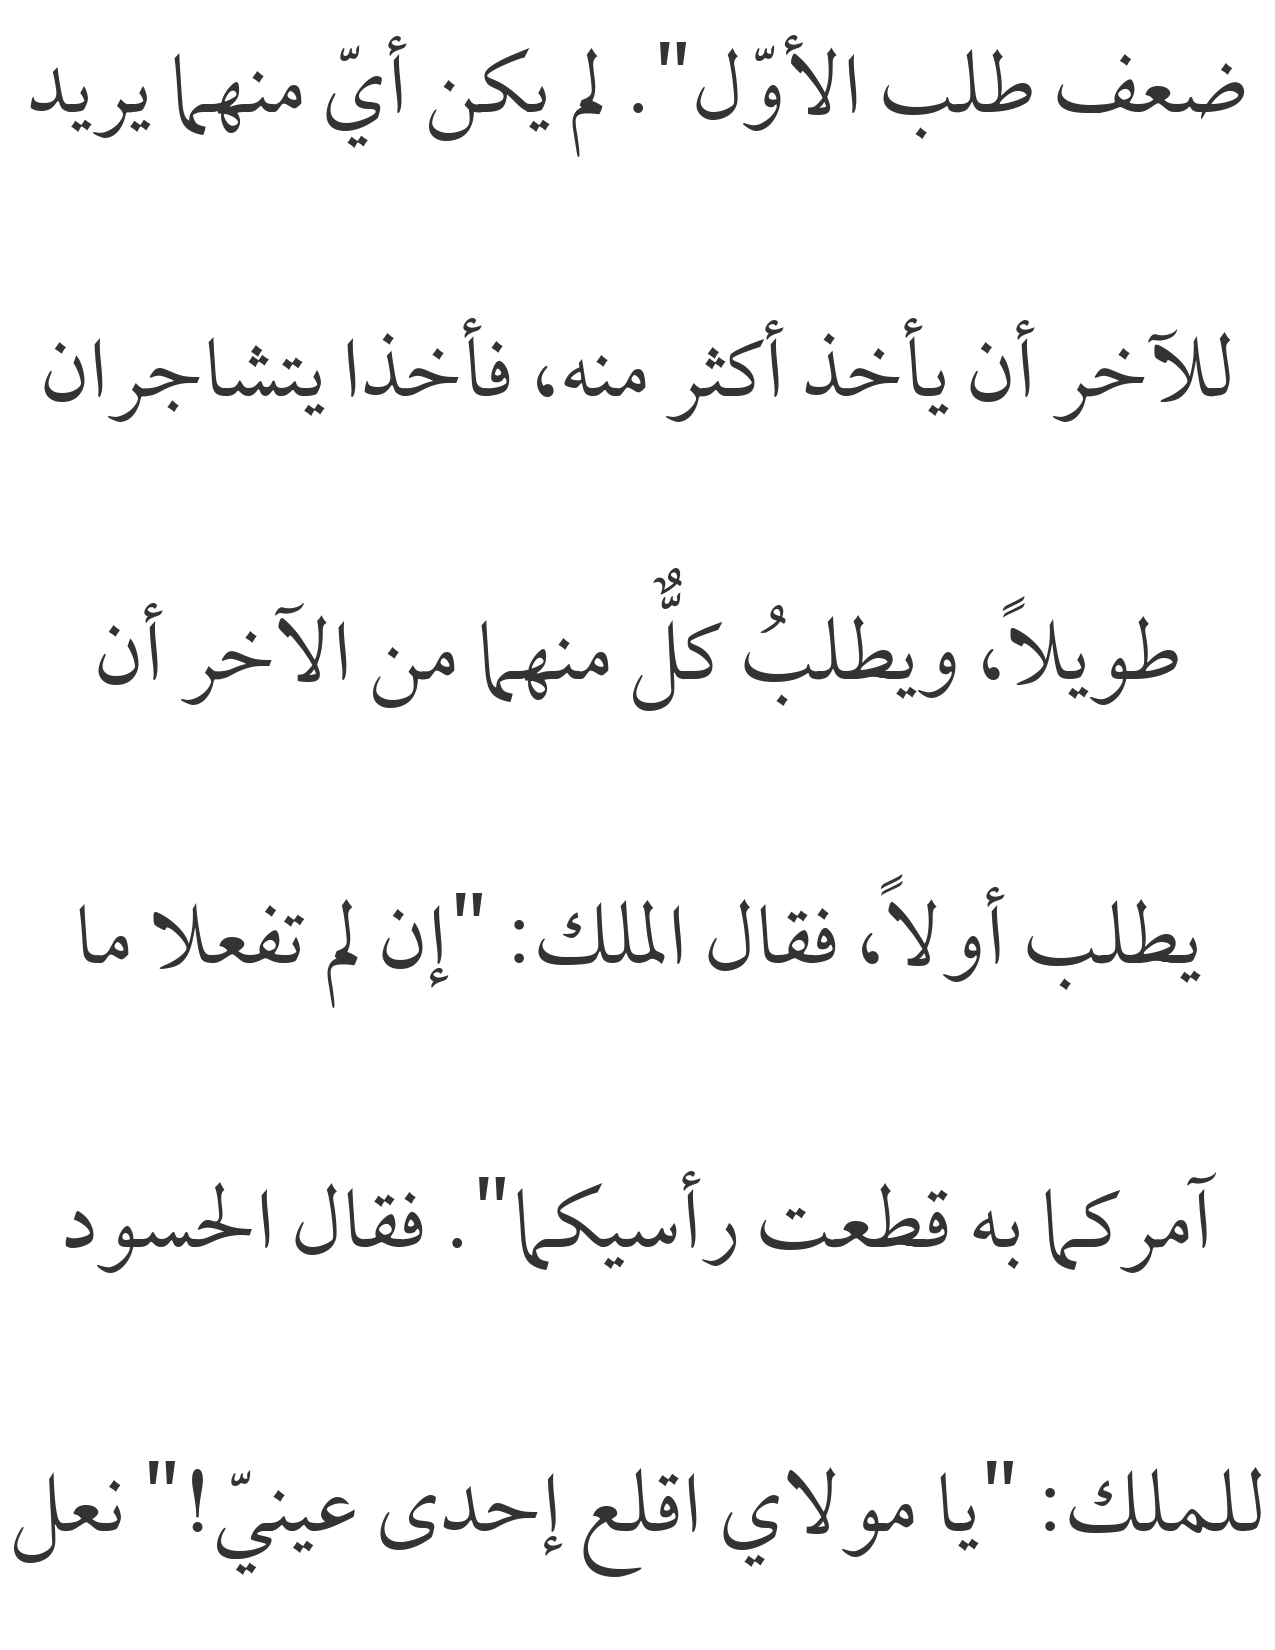 ضعف طلب الأوّل". لم يكن أيّ منهما يريد
للآخر أن يأخذ أكثر منه، فأخذا يتشاجران
طويلاً، ويطلبُ كلٌّ منهما من الآخر أن
يطلب أولاً، فقال الملك: "إن لم تفعلا ما
آمركما به قطعت رأسيكما". فقال الحسود
للملك: "يا مولاي اقلع إحدى عينيّ!" نعل